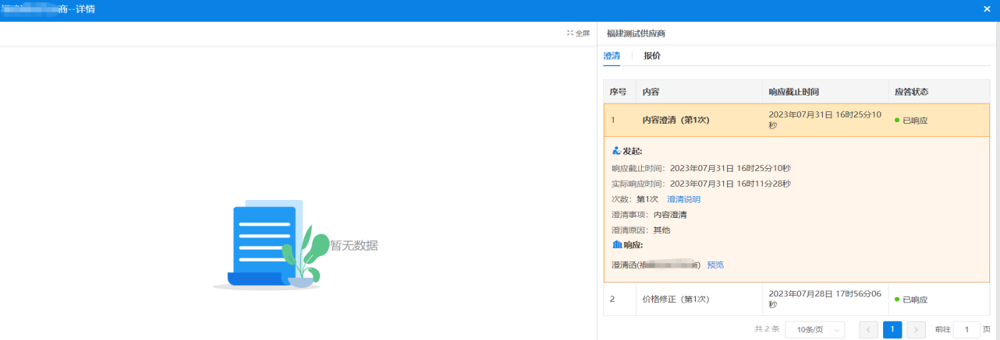 商--详情
全屏
福建测试供应商
澄清
报价
序号 内容 响应截止时间 应答状态
1 内容澄清（第1次） 2023年07月31日 16时25分10
秒
已响应
发起:
响应截止时间：2023年07月31日 16时25分10秒
实际响应时间：2023年07月31日 16时11分28秒
次数：第1次 澄清说明
澄清事项：内容澄清
澄清原因：其他
响应:
澄清函( ) 预览
2 价格修正（第1次） 2023年07月28日 17时56分06
秒
已响应
暂无数据
共 2 条 10条/页 1 前往 1 页